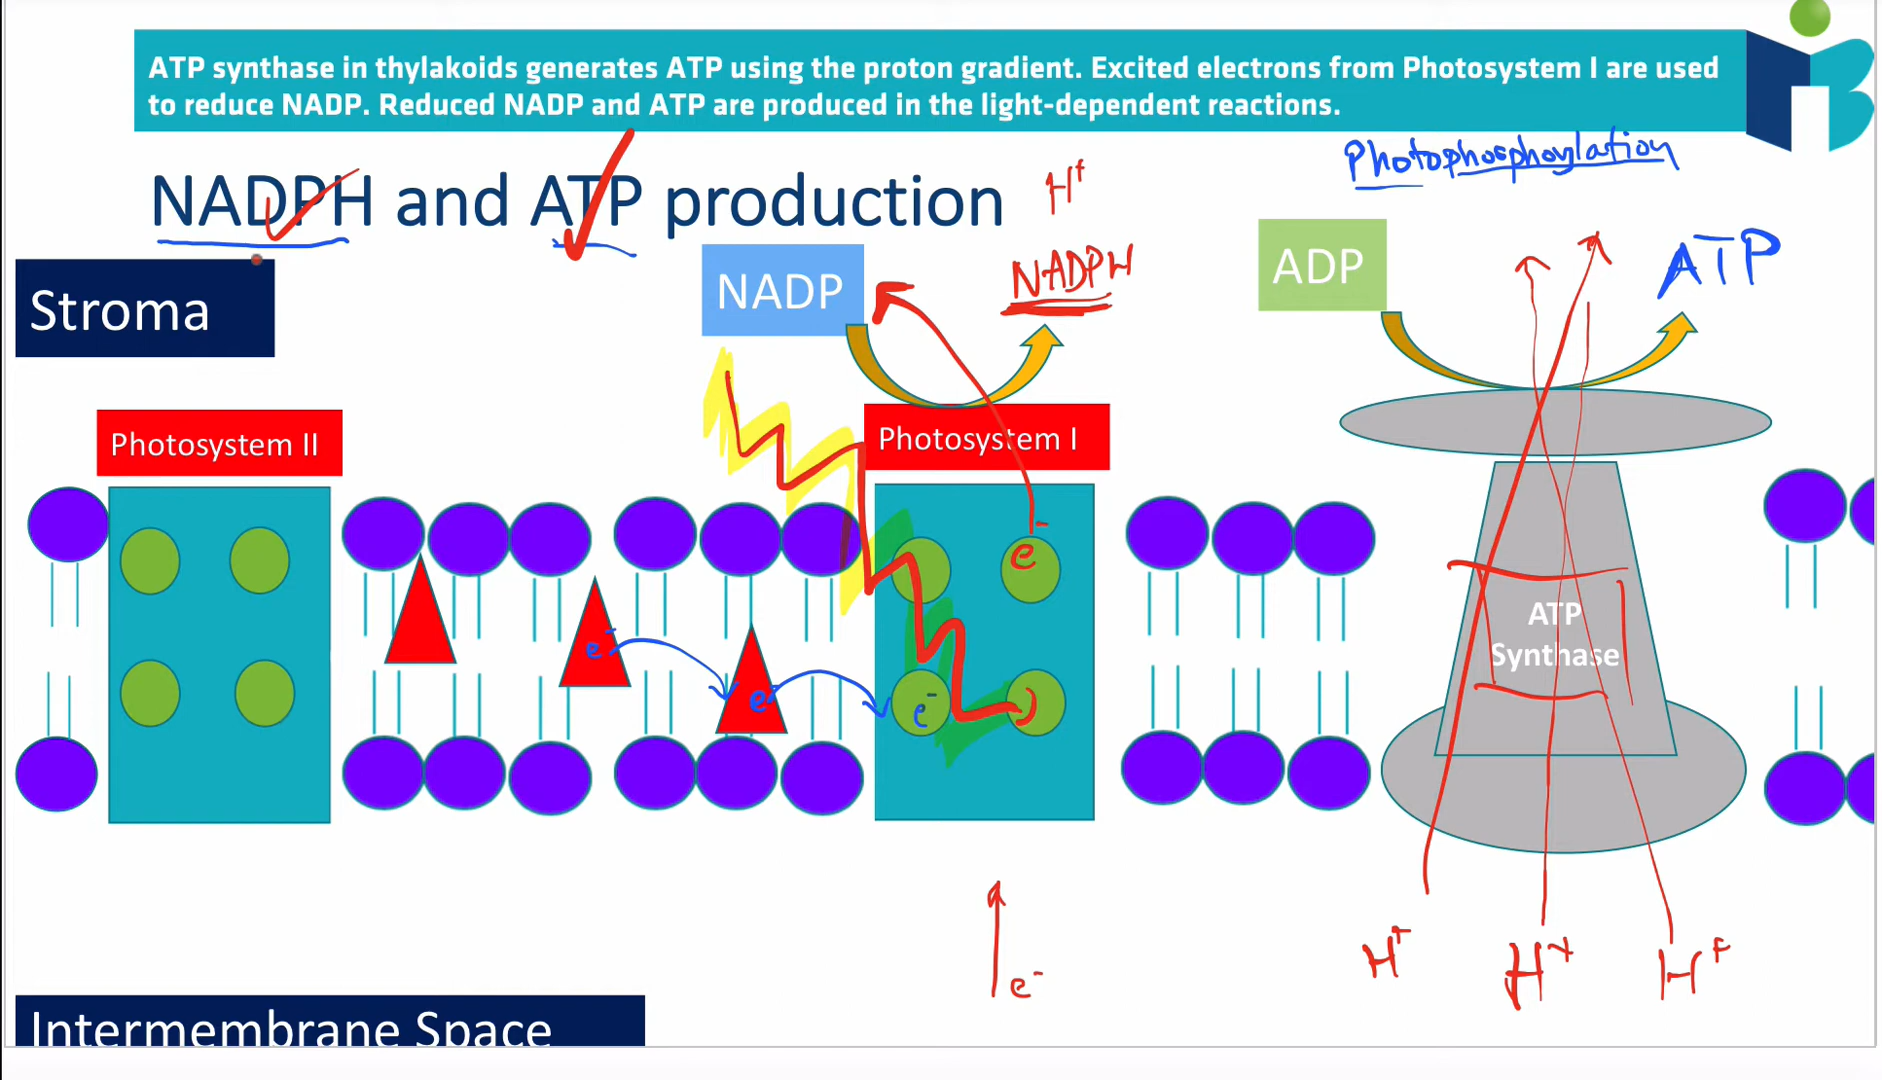 ATP synthase in thylakoids generates ATP using the proton gradient. Excited electrons from Photosystem I are used
to reduce NADP. Reduced NADP and ATP are produced in the light-dependent reactions.
Photophosphoylation
NADPH and ATP production
H+
NADP
NADPH
ADP
ATP
Stroma
Photosystem II
Photosystem I
e-
e-
e-
e-
ATP
Synthase
H+
H+
H+
e-
Intermembrane Space